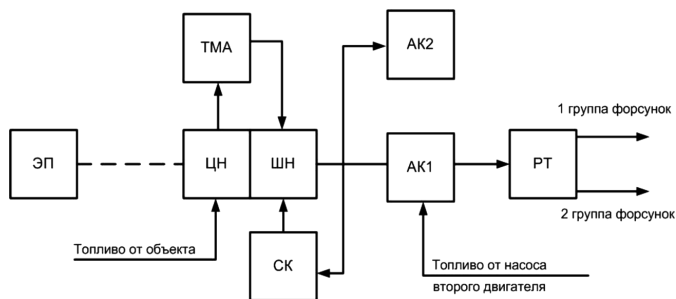 ТМА
АК2
1 группа форсунок
ЭП
ЦН
ШН
АК1
РТ
2 группа форсунок
Топливо от объекта
СК
Топливо от насоса
второго двигателя